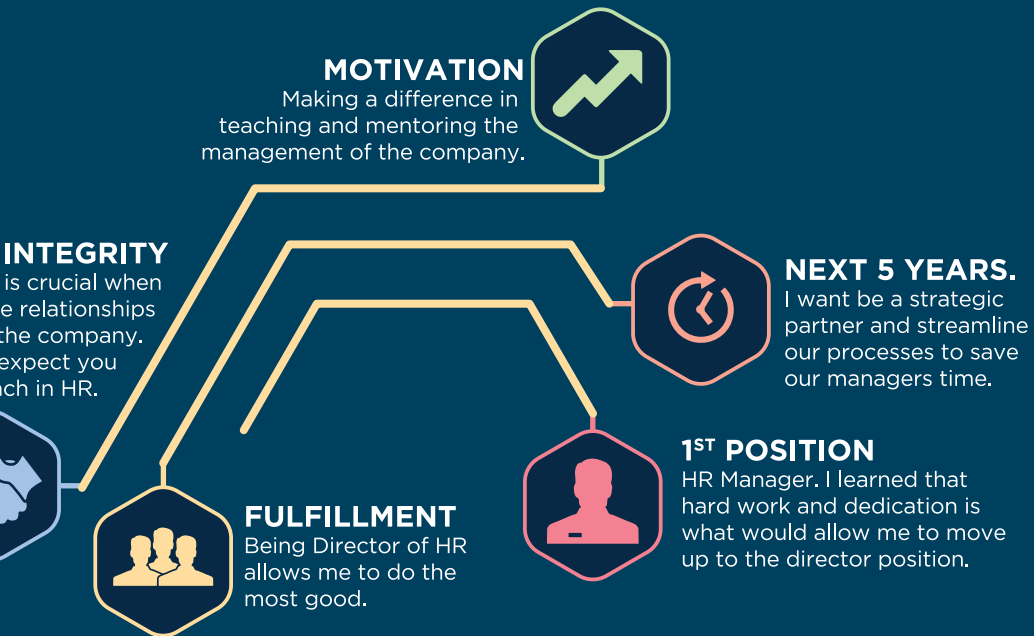 MOTIVATION
Making a difference in
teaching and mentoring the
management of the company.
INTEGRITY
is crucial when
relationships
the company.
expect you
in HR.
NEXT 5 YEARS.
I want be a strategic
partner and streamline
our processes to save
our managers time.
1ST POSITION
HR Manager. I learned that
hard work and dedication is
what would allow me to move
up to the director position.
FULFILLMENT
Being Director of HR
allows me to do the
most good.